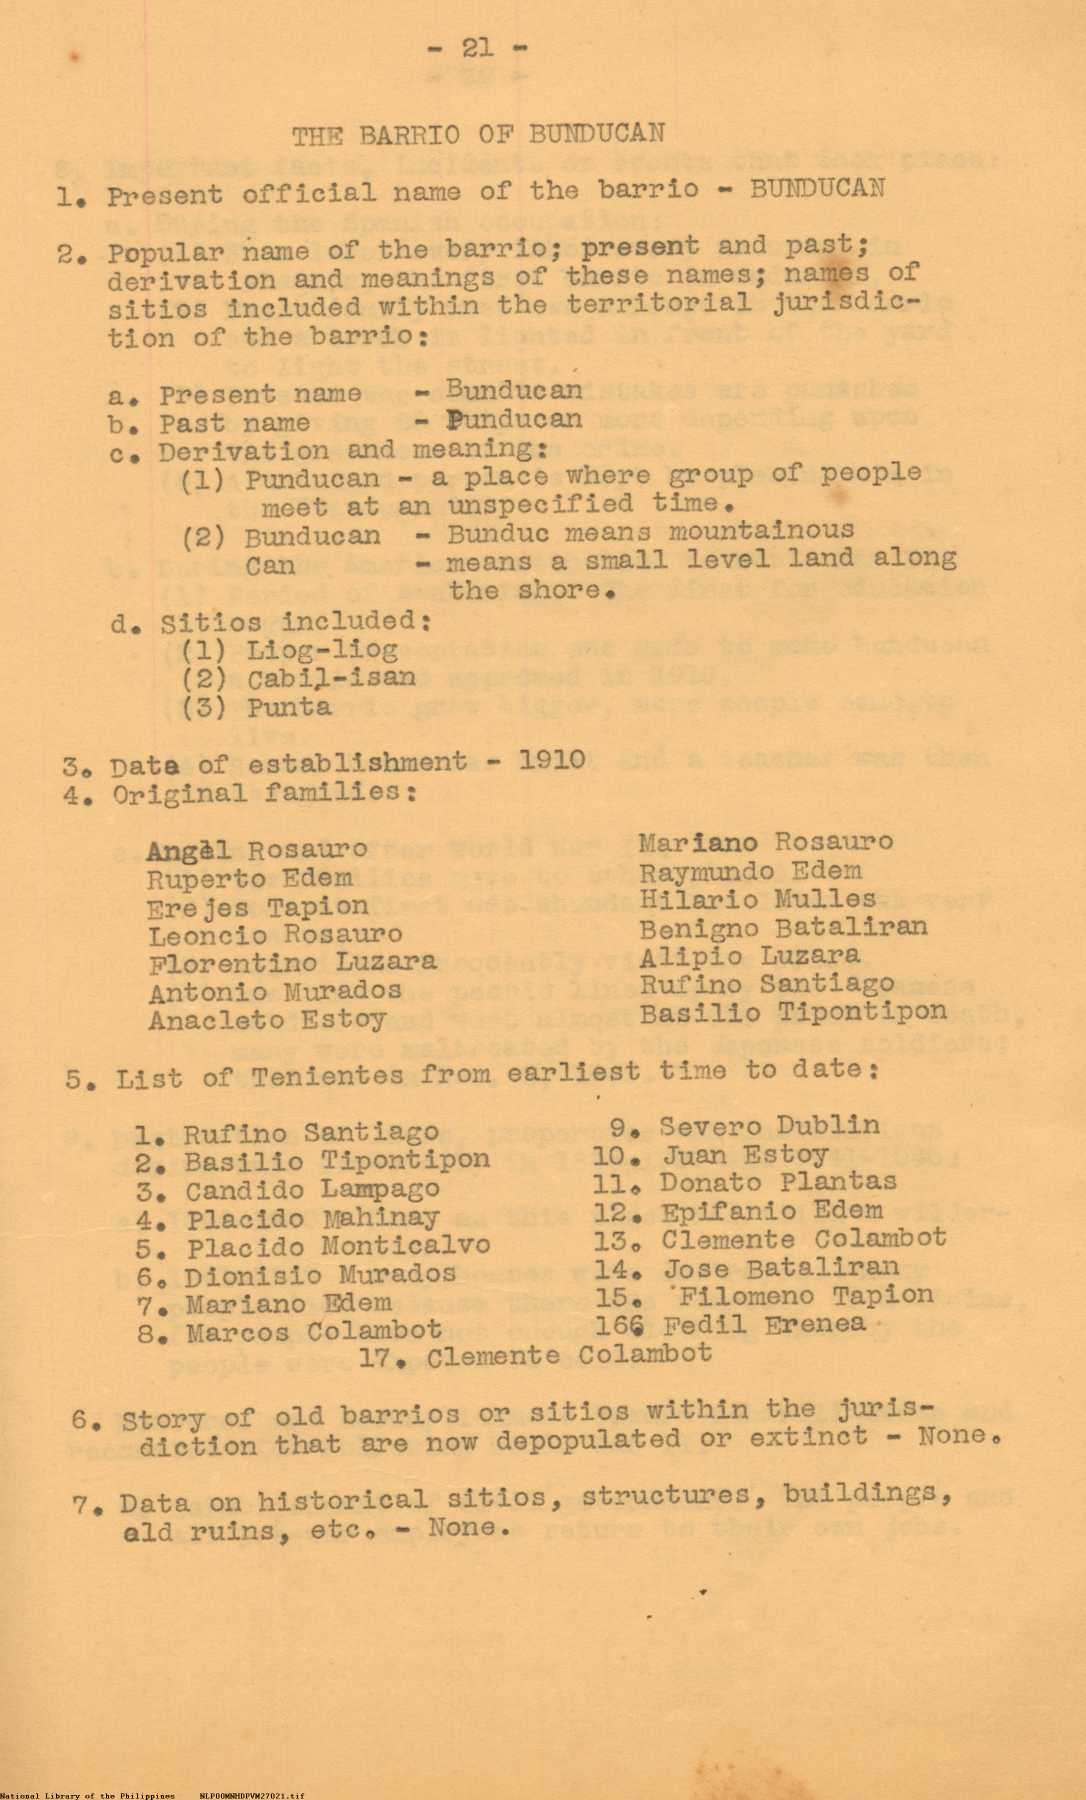 - 21 -
THE BARRIO OF BUNDUCAN
1. Present official name of the barrio - BUNDUCAN
2. Popular name of the barrio; present and past;
derivation and meanings of these names; names of
sitios included within the territorial jurisdic-
tion of the barrio:
a. Present name - Bunducan
b. Past name - Punducan
c. Derivation and meaning:
(1) Punducan - a place where group of people
meet at an unspecified time.
(2) Bunducan - Bunduc means mountainous
Can - means a small level land along
the shore.
d. Sitios included:
(1) Liog-liog
(2) Cabil-isan
(3) Punta
3. Date of establishment - 1910
4. Original families:
Angel Rosauro Mariano Rosauro
Ruperto Edem Raymundo Edem
Erejes Tapion Hilario Mulles
Leoncio Rosauro Benigno Bataliran
Florentino Luzara Alipio Luzara
Antonio Murados Rufino Santiago
Anacleto Estoy Basilio Tipontipon
5. List of Tenientes from earliest time to date:
1. Rufino Santiago 9. Severo Dublin
2. Basilio Tipontipon 10. Juan Estoy
3. Candido Lampago 11. Donato Plantas
4. Placido Mahinay 12. Epifanio Edem
5. Placido Monticalvo 13. Clemente Colambot
6. Dionisio Murados 14. Jose Bataliran
7. Mariano Edem 15. Filomeno Tapion
8. Marcos Colambot 166 Fedil Erenea
17. Clemente Colambot
6. Story of old barrios or sitios within the juris-
diction that are now depopulated or extinct - None.
7. Data on historical sitios, structures, buildings,
ald ruins, etc. - None.
National Library of the Philippines NLPOOMNHDPVM27021.tif